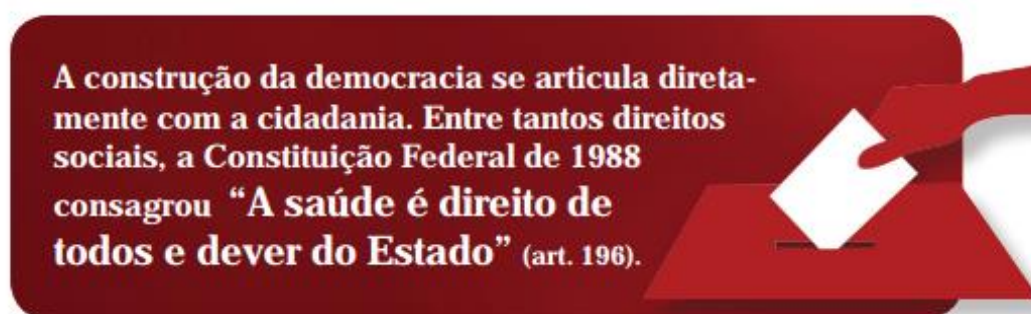 A construção da democracia se articula direta-
mente com a cidadania. Entre tantos direitos
sociais, a Constituição Federal de 1988
consagrou “A saúde é direito de
todos e dever do Estado” (art. 196).